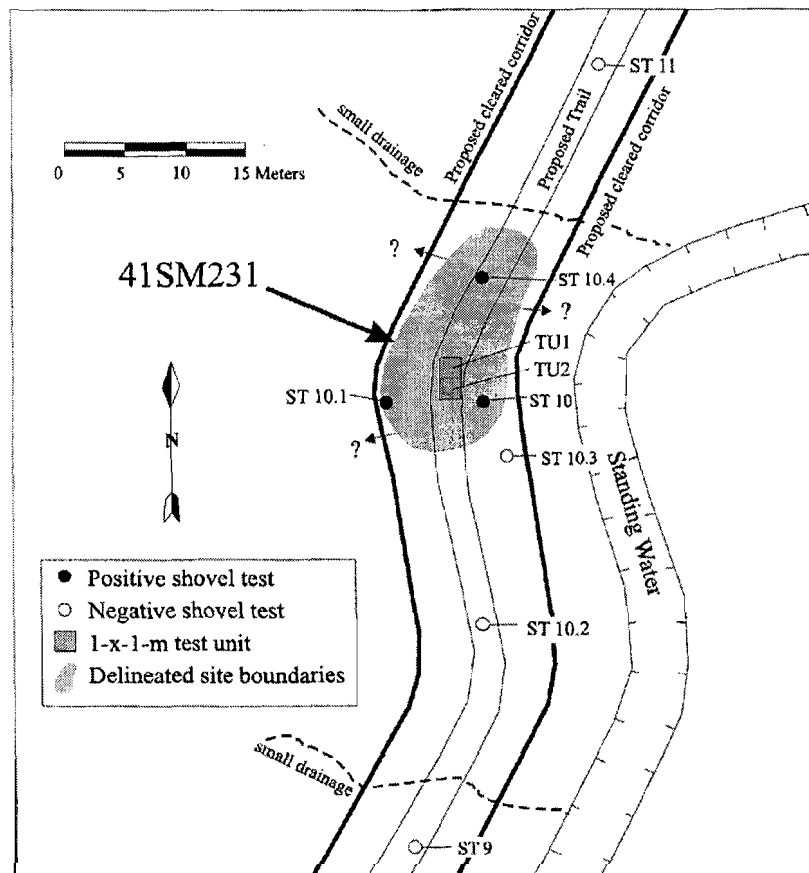 ST 11
Proposed cleared corridor
Proposed Trail
Proposed cleared corridor
small drainage
0 5 10 15 Meters
?
41SM231
ST 10.4
?
TU1
TU2
ST 10.1
ST 10
?
N
ST 10.3
Standing Water
Positive shovel test
Negative shovel test
1-x-1-m test unit
Delineated site boundaries
ST 10.2
small drainage
ST 9